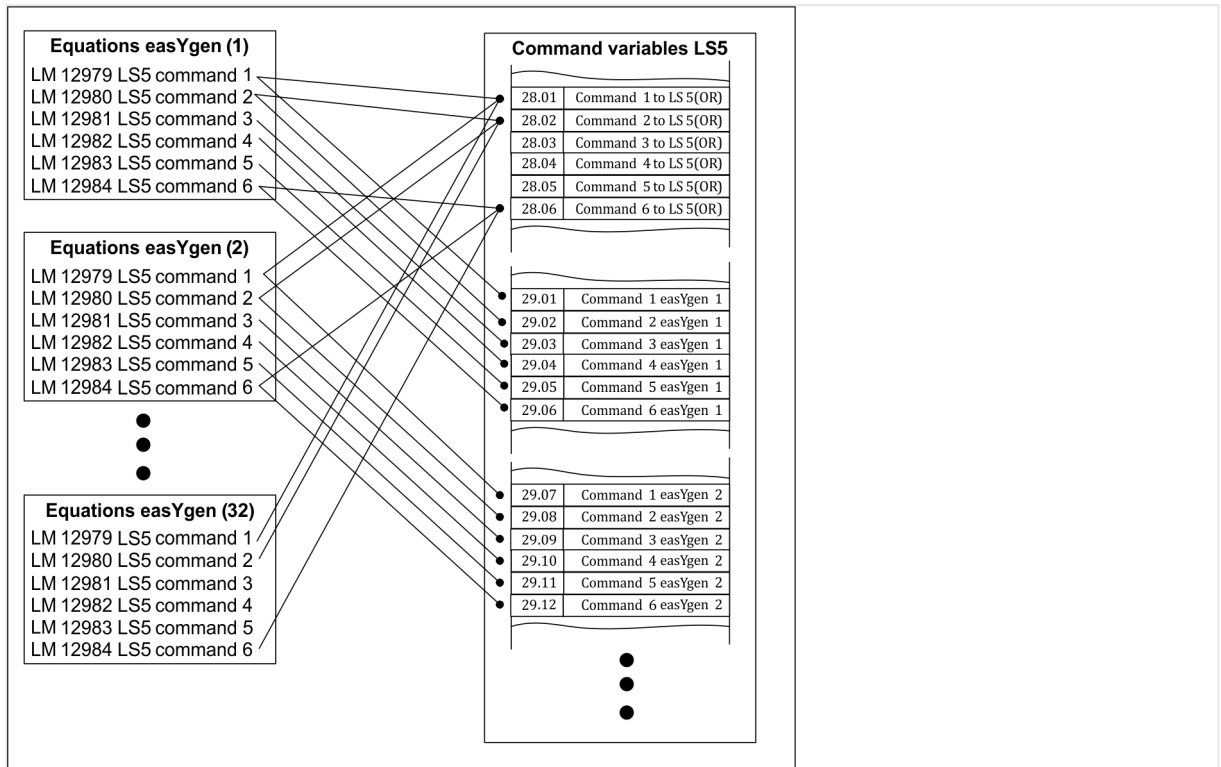 Equations easYgen (1)
LM 12979 LS5 command 1
LM 12980 LS5 command 2
LM 12981 LS5 command 3
LM 12982 LS5 command 4
LM 12983 LS5 command 5
LM 12984 LS5 command 6
Equations easYgen (2)
LM 12979 LS5 command 1
LM 12980 LS5 command 2
LM 12981 LS5 command 3
LM 12982 LS5 command 4
LM 12983 LS5 command 5
LM 12984 LS5 command 6
Equations easYgen (32)
LM 12979 LS5 command 1
LM 12980 LS5 command 2
LM 12981 LS5 command 3
LM 12982 LS5 command 4
LM 12983 LS5 command 5
LM 12984 LS5 command 6
Command variables LS5
28.01 Command 1 to LS 5(OR)
28.02 Command 2 to LS 5(OR)
28.03 Command 3 to LS 5(OR)
28.04 Command 4 to LS 5(OR)
28.05 Command 5 to LS 5(OR)
28.06 Command 6 to LS 5(OR)
29.01 Command 1 easYgen 1
29.02 Command 2 easYgen 1
29.03 Command 3 easYgen 1
29.04 Command 4 easYgen 1
29.05 Command 5 easYgen 1
29.06 Command 6 easYgen 1
29.07 Command 1 easYgen 2
29.08 Command 2 easYgen 2
29.09 Command 3 easYgen 2
29.10 Command 4 easYgen 2
29.11 Command 5 easYgen 2
29.12 Command 6 easYgen 2